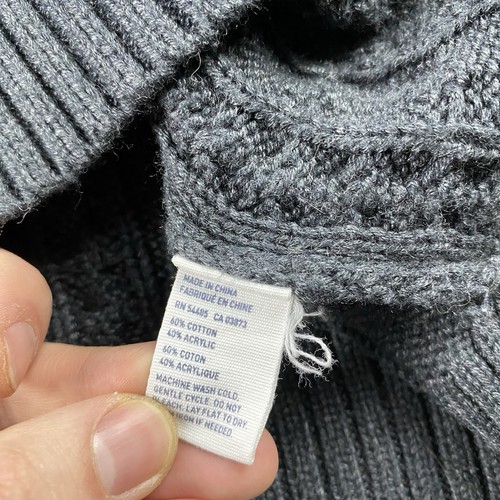 MADE IN CHINA
FABRIQUÉ EN CHINE
RN 54485 CA 03873
60% COTTON
40% ACRYLIC
60% COTON
40% ACRYLIQUE
MACHINE WASH COLD,
GENTLE CYCLE. DO NOT
BLEACH. LAY FLAT TO DRY
IRON IF NEEDED.